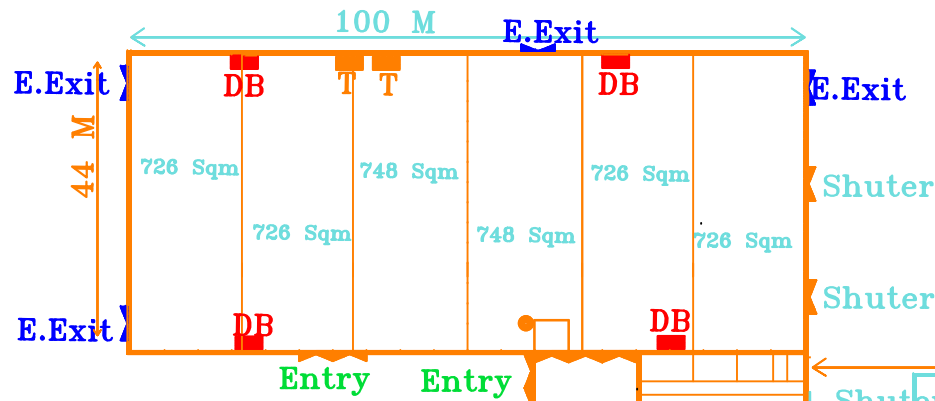 100 M
E.Exit
E.Exit
DB
T
T
DB
E.Exit
44 M
726 Sqm
748 Sqm
726 Sqm
Shuter
726 Sqm
748 Sqm
726 Sqm
Shuter
E.Exit
DB
DB
Entry
Entry